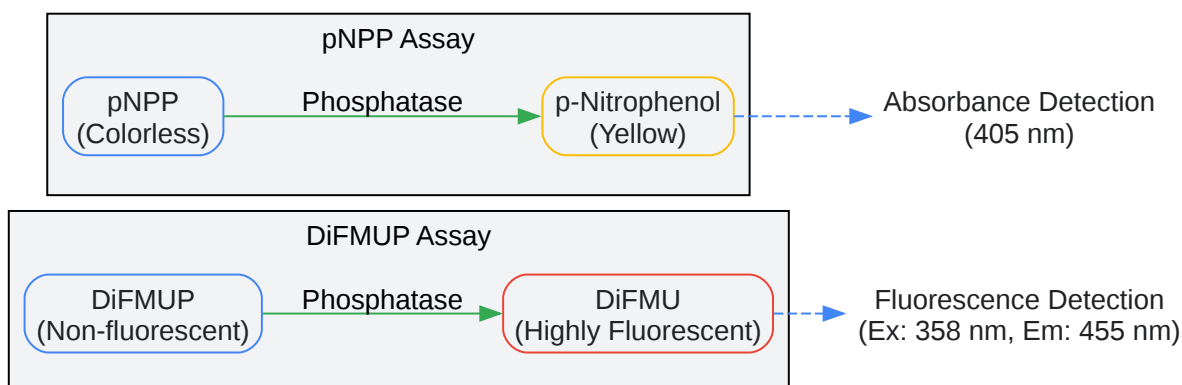 pNPP Assay
pNPP
(Colorless)
Phosphatase
p-Nitrophenol
(Yellow)
Absorbance Detection
(405 nm)
DiFMUP Assay
DiFMUP
(Non-fluorescent)
Phosphatase
DiFMU
(Highly Fluorescent)
Fluorescence Detection
(Ex: 358 nm, Em: 455 nm)